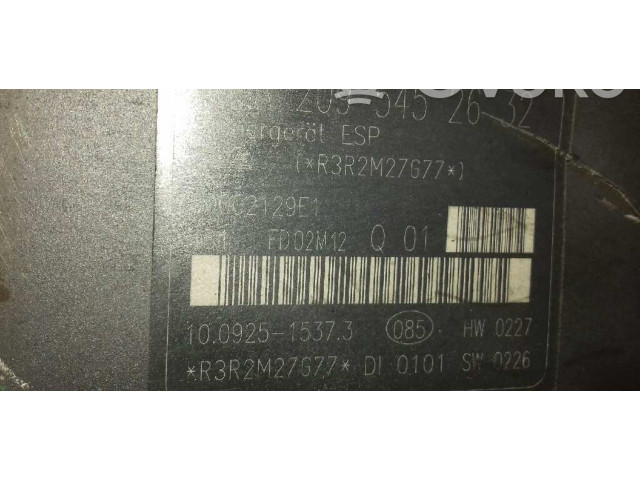 203 545 26 32
ESP
(*R3R2M27G77*)
FD02M12 Q 01
10.0925-1537.3 085 HW 0227
*R3R2M27G77* DI 0101 SW 0226